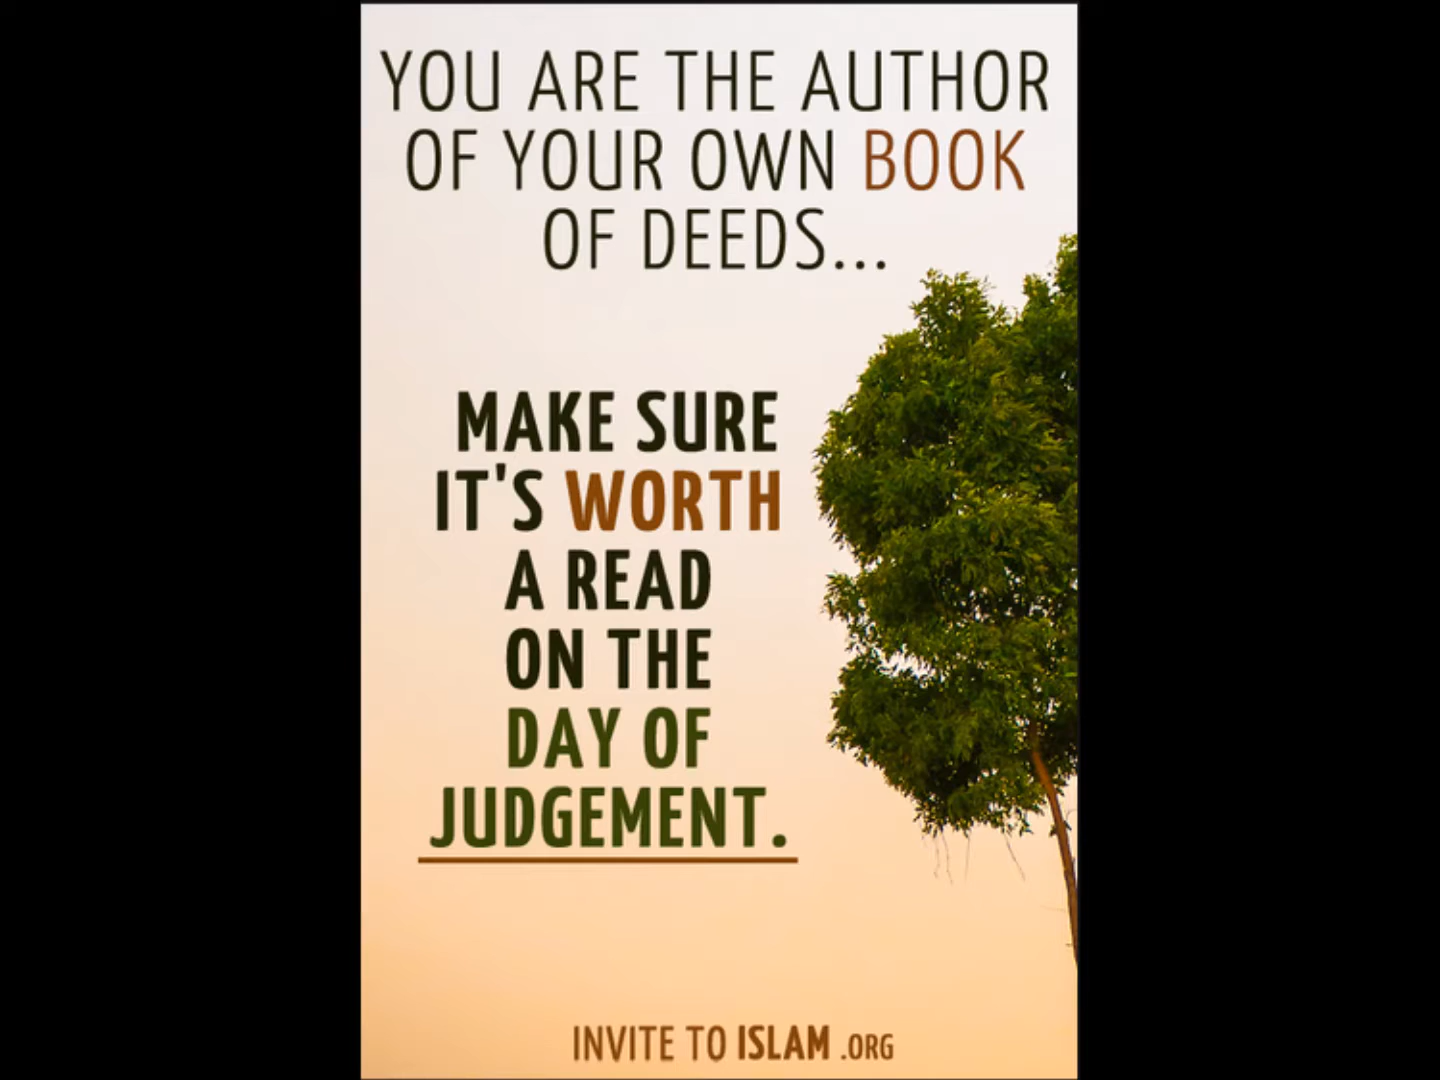 YOU ARE THE AUTHOR
OF YOUR OWN BOOK
OF DEEDS...
MAKE SURE
IT'S WORTH
A READ
ON THE
DAY OF
JUDGEMENT.
INVITE TO ISLAM .ORG